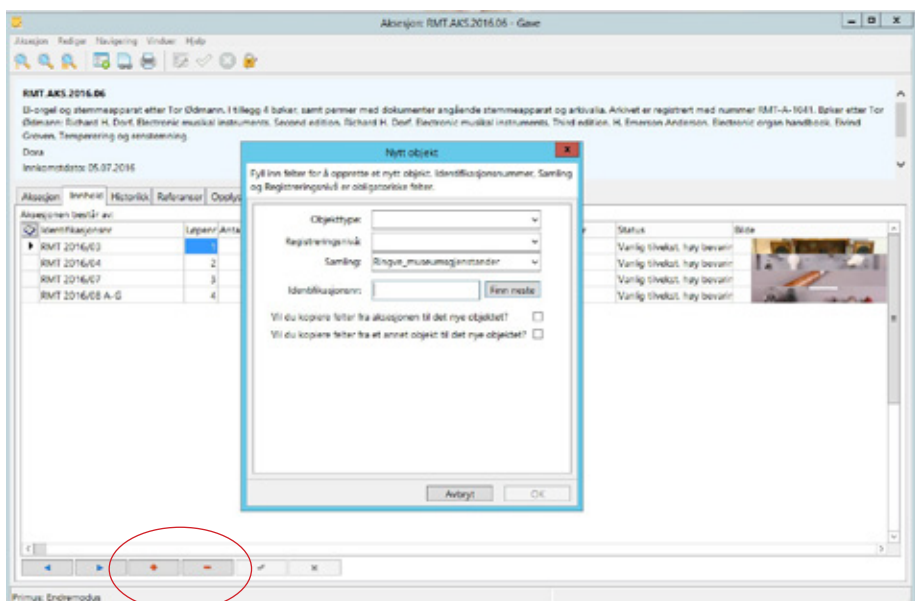 Aksesjon: RMT.AKS.2016.06 - Gave
Aksesjon Rediger Navigering Vinduer Hjelp
RMT.AKS.2016.06
El-orgel og stemmeapparat etter Tor Ødmann. I tillegg 4 bøker, samt permer med dokumenter angående stemmeapparat og arkivalia. Arkivet er registrert med nummer RMT-A-1041. Bøker etter Tor
Ødmann: Richard H. Dorf. Electronic musical instruments. Second edition. Richard H. Dorf. Electronic musical instruments. Third edition. H. Emerson Anderson. Electronic organ handbook. Eivind
Groven. Temperering og renstemning.
Dora
Innkomstdato: 05.07.2016
Aksesjon Innhold Historikk Referanser
Aksesjonen består av:
Identifikasjonsnr Løpenr Status Bilde
RMT 2016/03 1 Vanlig tilvekst, høy bevarin
RMT 2016/04 2 Vanlig tilvekst, høy bevarin
RMT 2016/07 3 Vanlig tilvekst, høy bevarin
RMT 2016/08 A-G 4 Vanlig tilvekst, høy bevarin
Nytt objekt
Fyll inn felter for å opprette et nytt objekt. Identifikasjonsnummer, Samling
og Registreringsnivå er obligatoriske felter.
Objekttype:
Registreringsnivå:
Samling: Ringve_museumsgjenstander
Identifikasjonsnr.: Finn neste
Vil du kopiere felter fra aksesjonen til det nye objektet?
Vil du kopiere felter fra et annet objekt til det nye objektet?
Avbryt OK
Primus: Endremodus